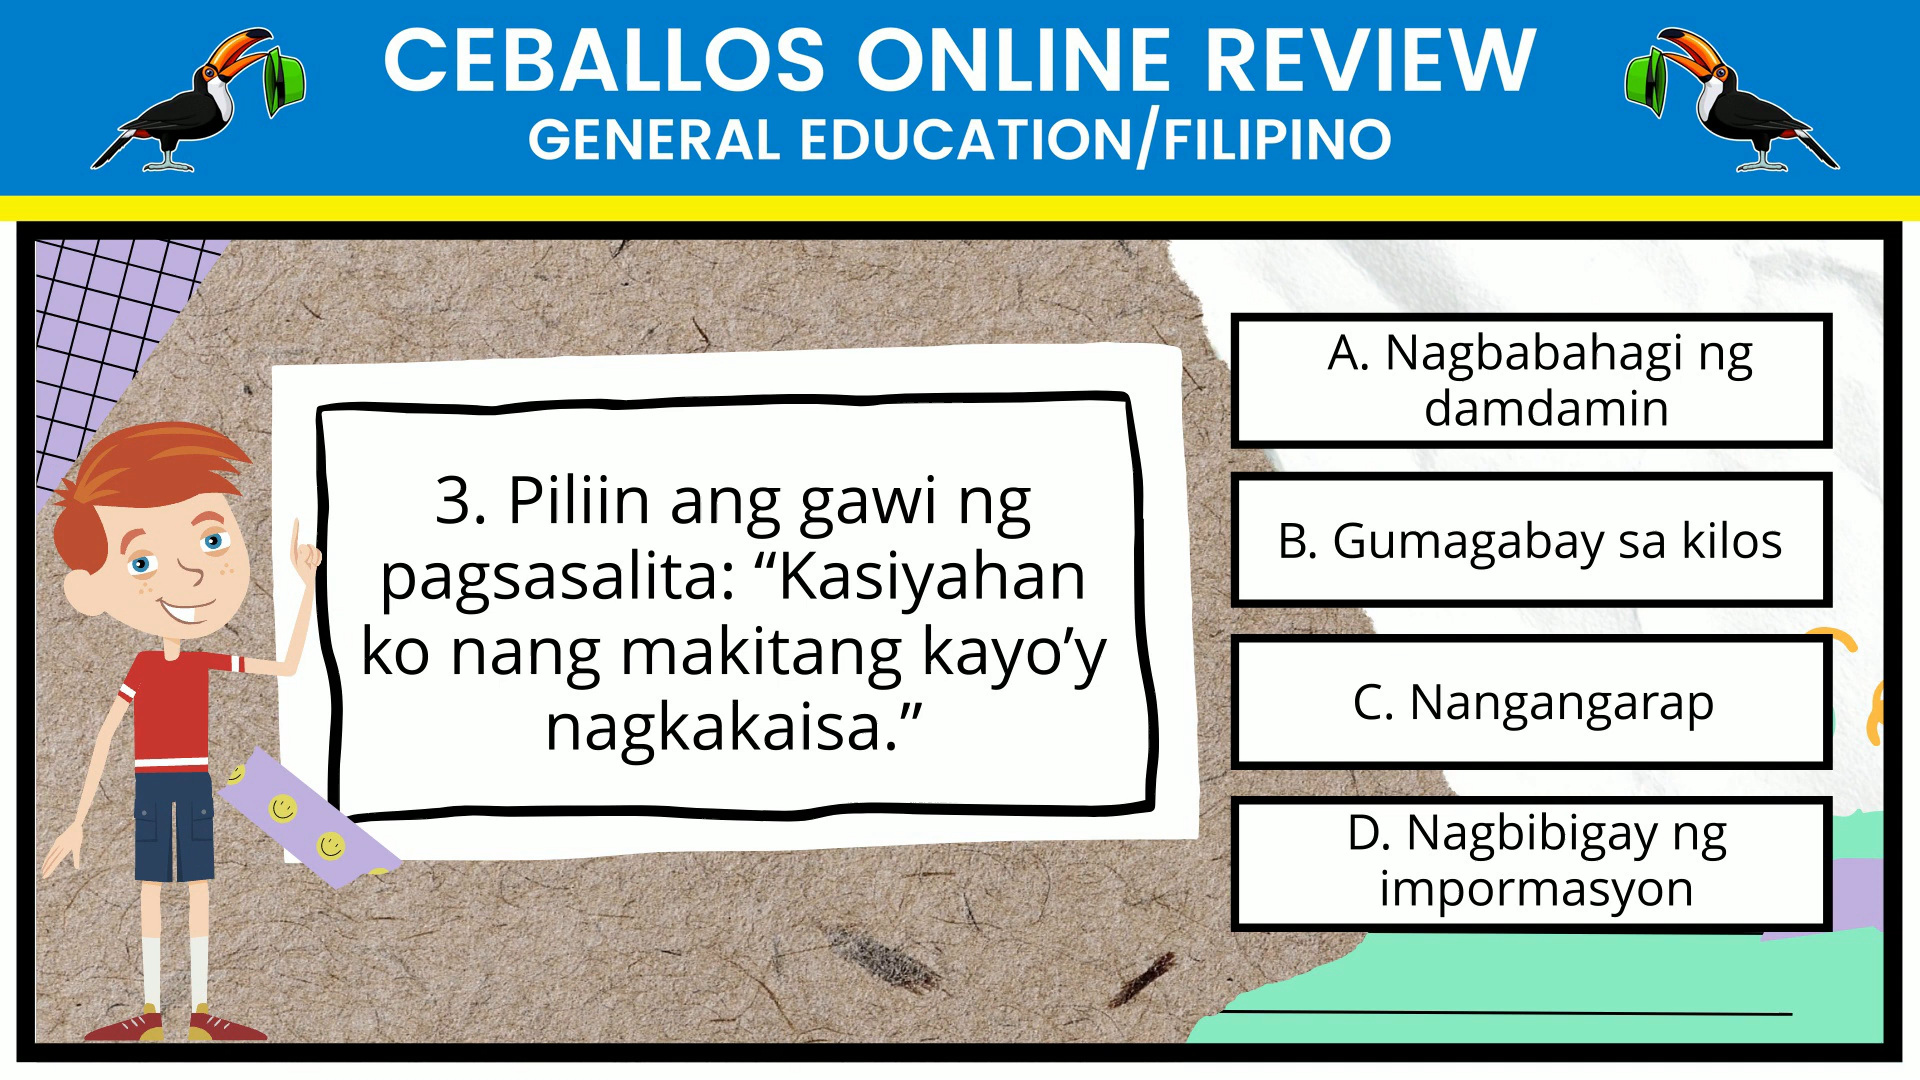 CEBALLOS ONLINE REVIEW
GENERAL EDUCATION/FILIPINO
3. Piliin ang gawi ng
pagsasalita: “Kasiyahan
ko nang makitang kayo’y
nagkakaisa.”
A. Nagbabahagi ng
damdamin
B. Gumagabay sa kilos
C. Nangangarap
D. Nagbibigay ng
impormasyon